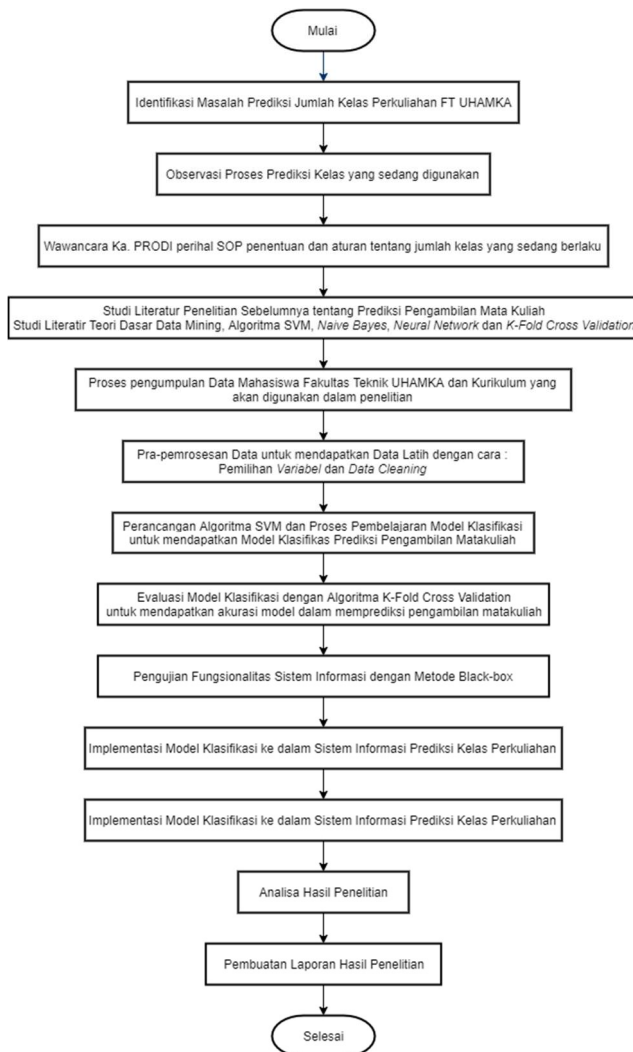 Mulai
Identifikasi Masalah Prediksi Jumlah Kelas Perkuliahan FT UHAMKA
Observasi Proses Prediksi Kelas yang sedang digunakan
Wawancara Ka. PRODI perihal SOP penentuan dan aturan tentang jumlah kelas yang sedang berlaku
Studi Literatur Penelitian Sebelumnya tentang Prediksi Pengambilan Mata Kuliah
Studi Literatir Teori Dasar Data Mining, Algoritma SVM, Naive Bayes, Neural Network dan K-Fold Cross Validation
Proses pengumpulan Data Mahasiswa Fakultas Teknik UHAMKA dan Kurikulum yang
akan digunakan dalam penelitian
Pra-pemrosesan Data untuk mendapatkan Data Latih dengan cara :
Pemilihan Variabel dan Data Cleaning
Perancangan Algoritma SVM dan Proses Pembelajaran Model Klasifikasi
untuk mendapatkan Model Klasifikas Prediksi Pengambilan Matakuliah
Evaluasi Model Klasifikasi dengan Algoritma K-Fold Cross Validation
untuk mendapatkan akurasi model dalam memprediksi pengambilan matakuliah
Pengujian Fungsionalitas Sistem Informasi dengan Metode Black-box
Implementasi Model Klasifikasi ke dalam Sistem Informasi Prediksi Kelas Perkuliahan
Implementasi Model Klasifikasi ke dalam Sistem Informasi Prediksi Kelas Perkuliahan
Analisa Hasil Penelitian
Pembuatan Laporan Hasil Penelitian
Selesai